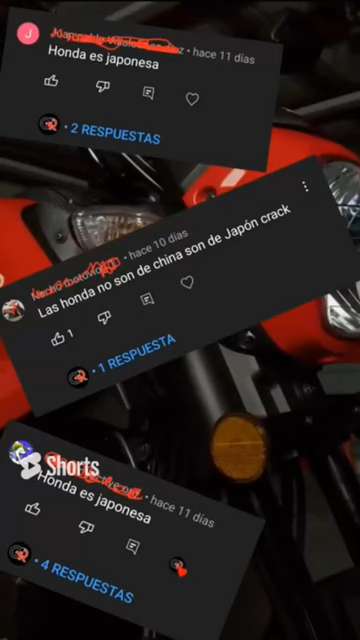 J
• hace 11 días
Honda es japonesa
• 2 RESPUESTAS
• hace 10 días
Las honda no son de china son de Japón crack
1
• 1 RESPUESTA
Shorts
• hace 11 días
Honda es japonesa
• 4 RESPUESTAS